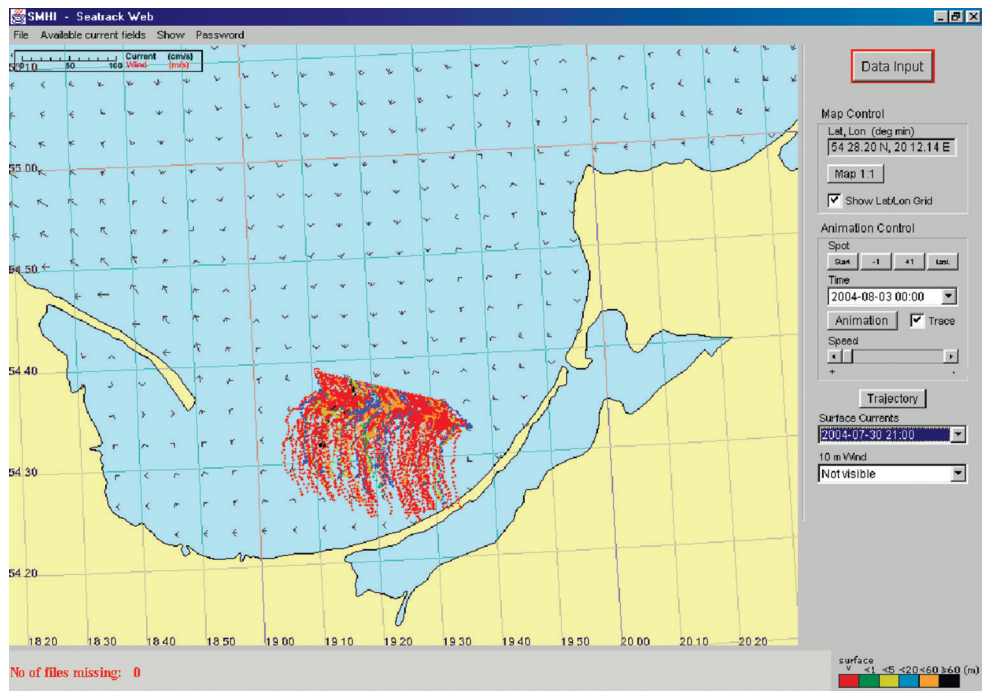 SMHI - Seatrack Web
File Available current fields Show Password
Current (cm/s)
0 50 100 Wind (m/s)
Data Input
Map Control
Lat, Lon (deg min)
54 28.20 N, 20 12.14 E
Map 1:1
Show Lat/Lon Grid
Animation Control
Spot
Start -1 +1 Last
Time
2004-08-03 00:00
Animation Trace
Speed
+ -
Trajectory
Surface Currents
2004-07-30 21:00
10 m Wind
Not visible
55.00
54.50
54.40
54.30
54.20
18 20 18 30 18 40 18 50 19 00 19 10 19 20 19 30 19 40 19 50 20 00 20 10 20 20
No of files missing: 0
surface
v <1 <5 <20 <60 ≥60 (m)